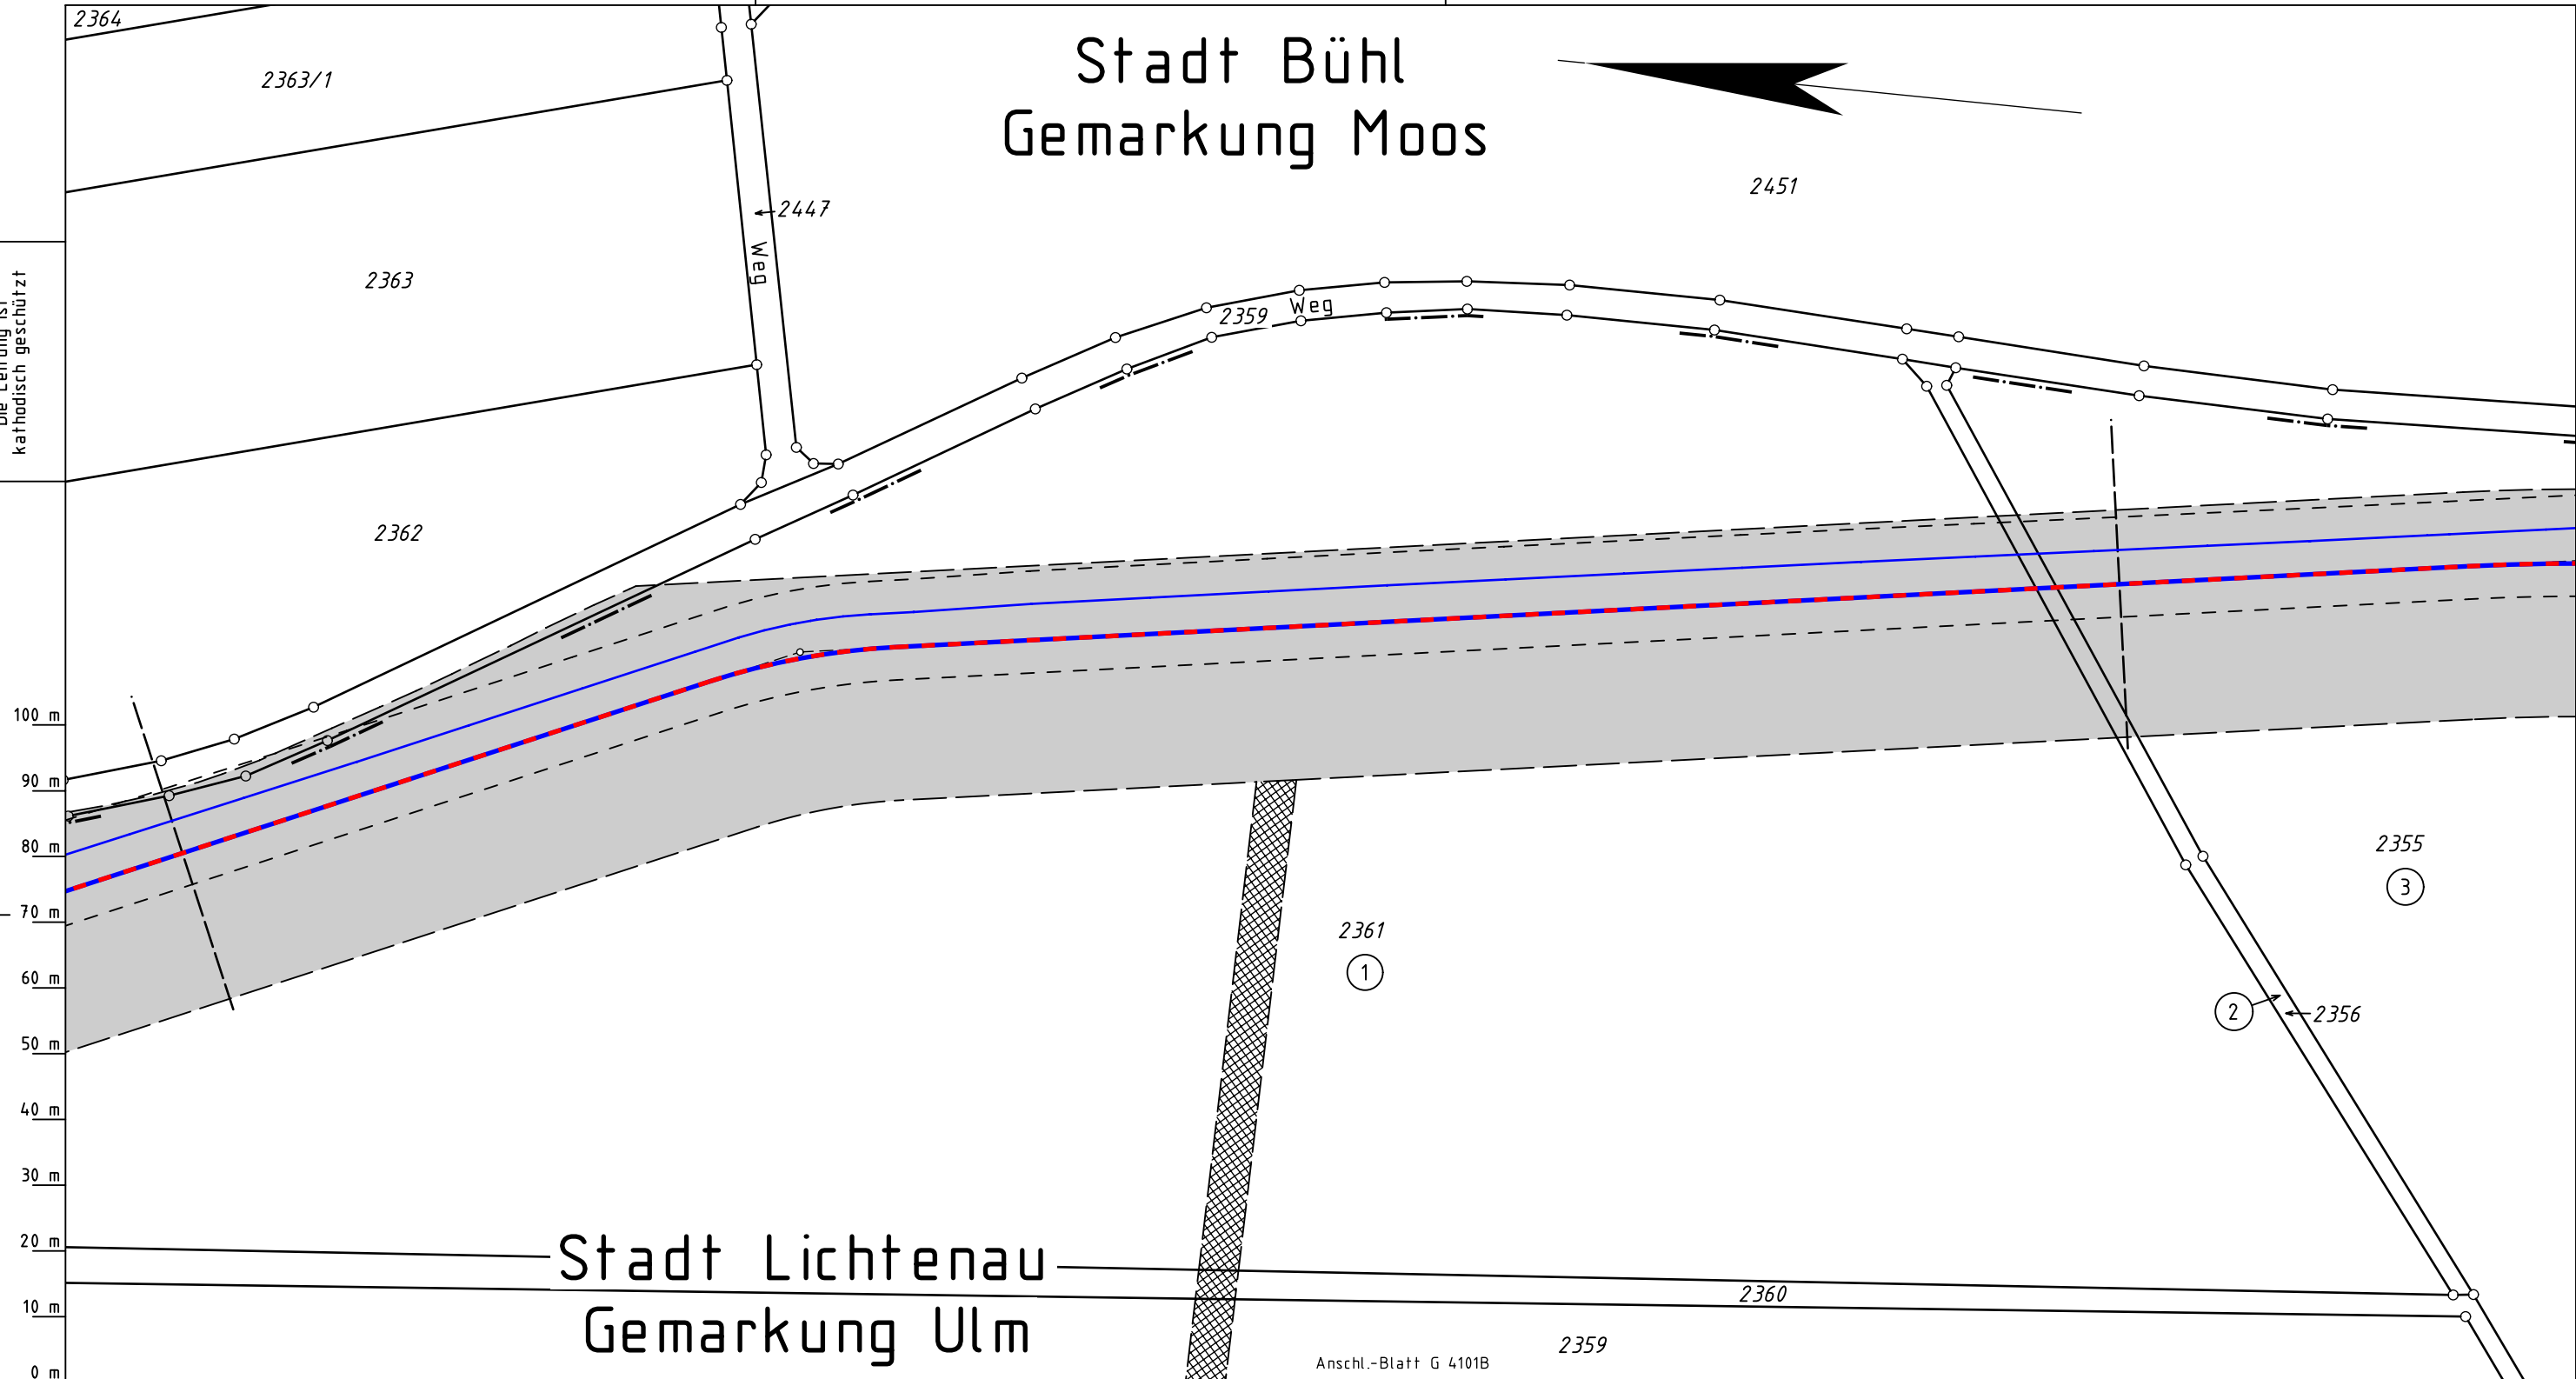 2364
2363/1
Stadt Bühl
Gemarkung Moos
2451
2447
Weg
2363
kathodisch geschützt
Weg
2359
2362
100 m
90 m
80 m
70 m
60 m
50 m
40 m
30 m
20 m
10 m
0 m
2355
3
2361
1
2
2356
Stadt Lichtenau
Gemarkung Ulm
2360
2359
Anschl.-Blatt G 4101B